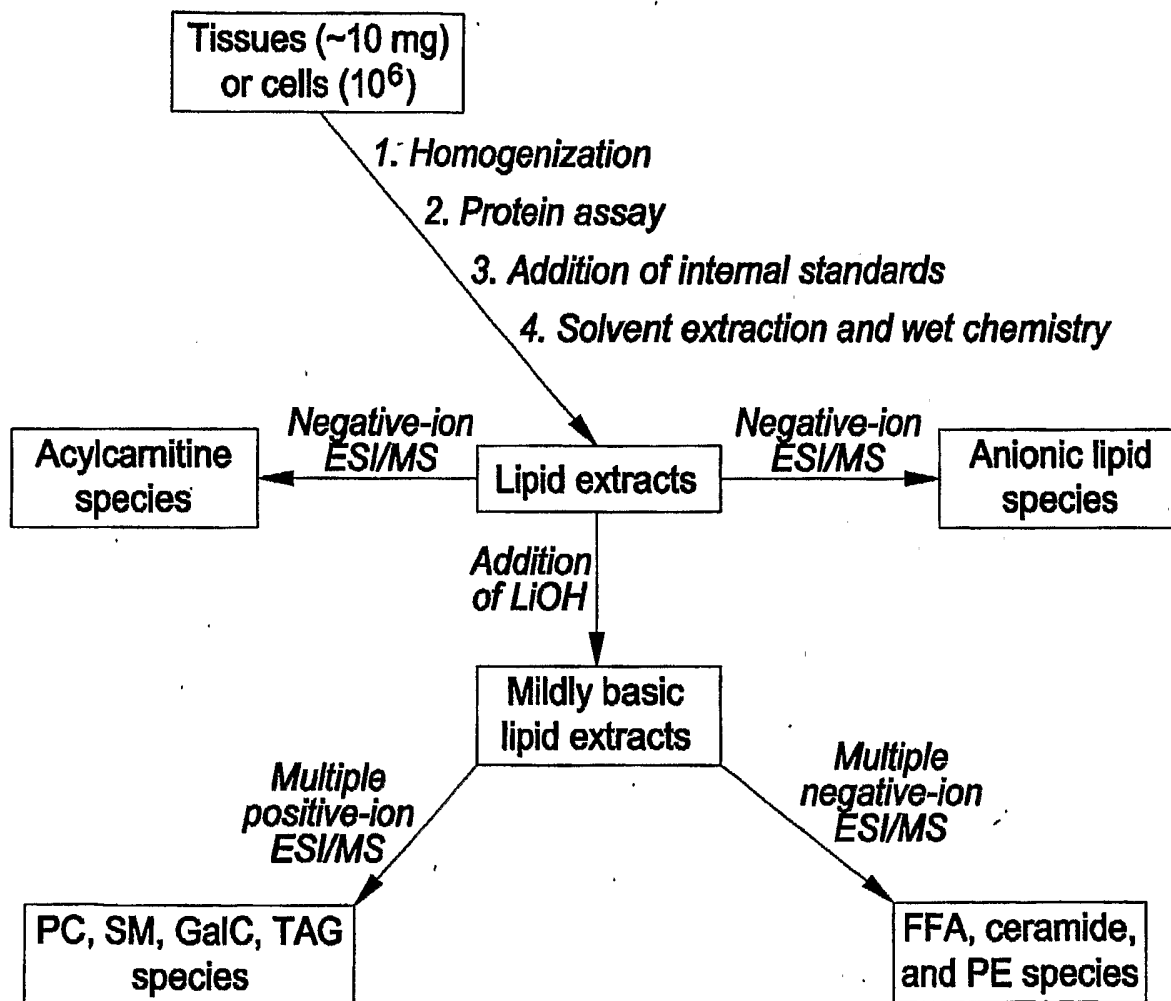 Tissues (~10 mg)
or cells (10⁶)
1. Homogenization
2. Protein assay
3. Addition of internal standards
4. Solvent extraction and wet chemistry
Negative-ion
ESI/MS
Negative-ion
ESI/MS
Acylcarnitine
species
Lipid extracts
Anionic lipid
species
Addition
of LiOH
Mildly basic
lipid extracts
Multiple
positive-ion
ESI/MS
Multiple
negative-ion
ESI/MS
PC, SM, GalC, TAG
species
FFA, ceramide,
and PE species